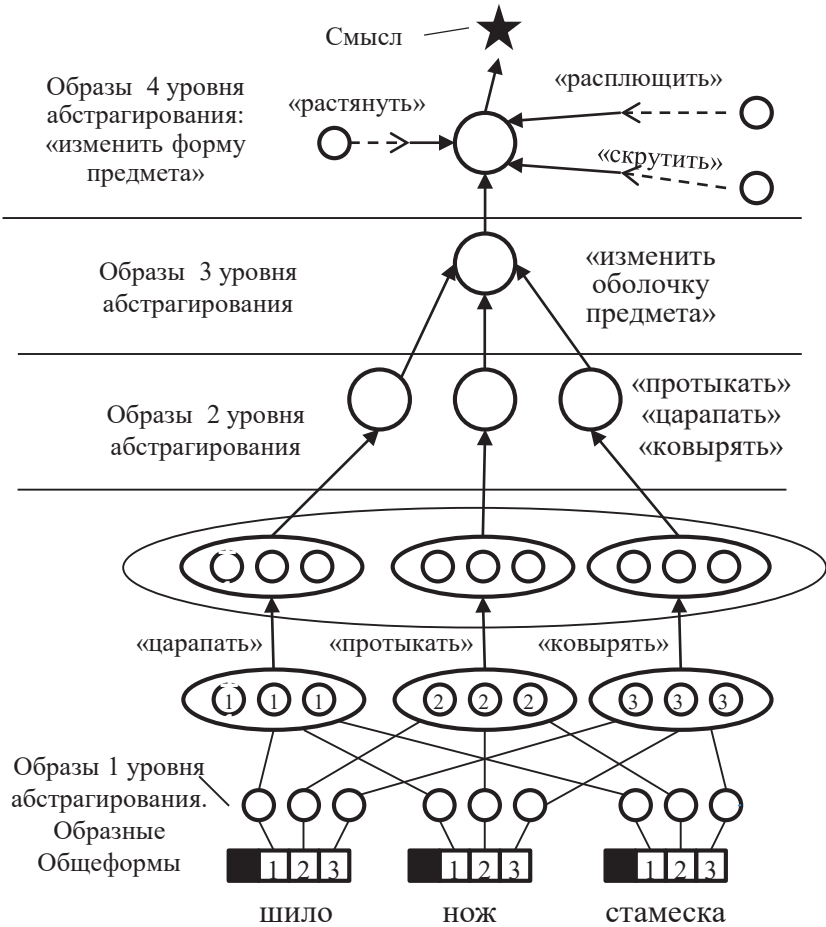 Смысл
Образы 4 уровня
абстрагирования:
«изменить форму
предмета»
«растянуть»
«расплющить»
«скрутить»
Образы 3 уровня
абстрагирования
«изменить
оболочку
предмета»
Образы 2 уровня
абстрагирования
«протыкать»
«царапать»
«ковырять»
«царапать» «протыкать» «ковырять»
1 1 1 2 2 2 3 3 3
Образы 1 уровня
абстрагирования.
Образные
Общеформы
1 2 3 1 2 3 1 2 3
шило нож стамеска